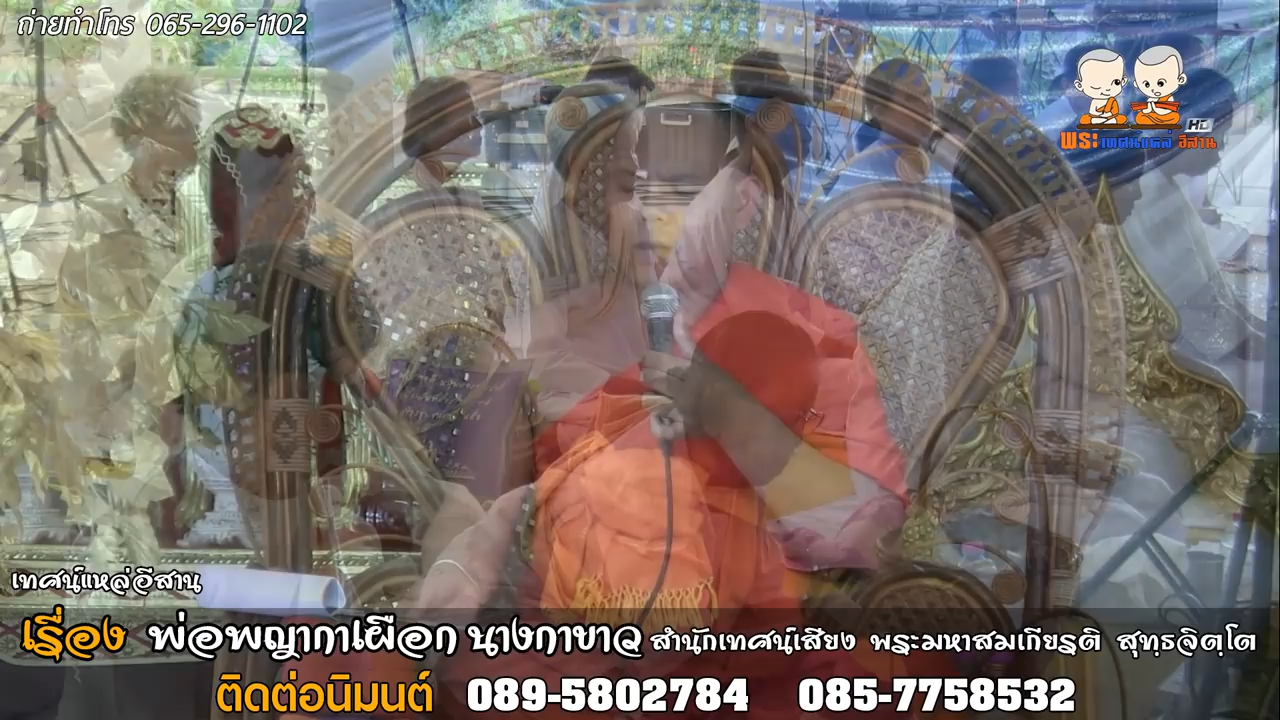 ถ่ายทำโทร 065-296-1102
HD
พระเทศน์แหล่ อีสาน
เทศน์แหล่อีสาน
เรื่อง พ่อพญากาเผือก นางกาขาว สำนักเทศน์เสียง พระมหาสมเกียรติ สุทฺธจิตฺโต
ติดต่อนิมนต์ 089-5802784 085-7758532